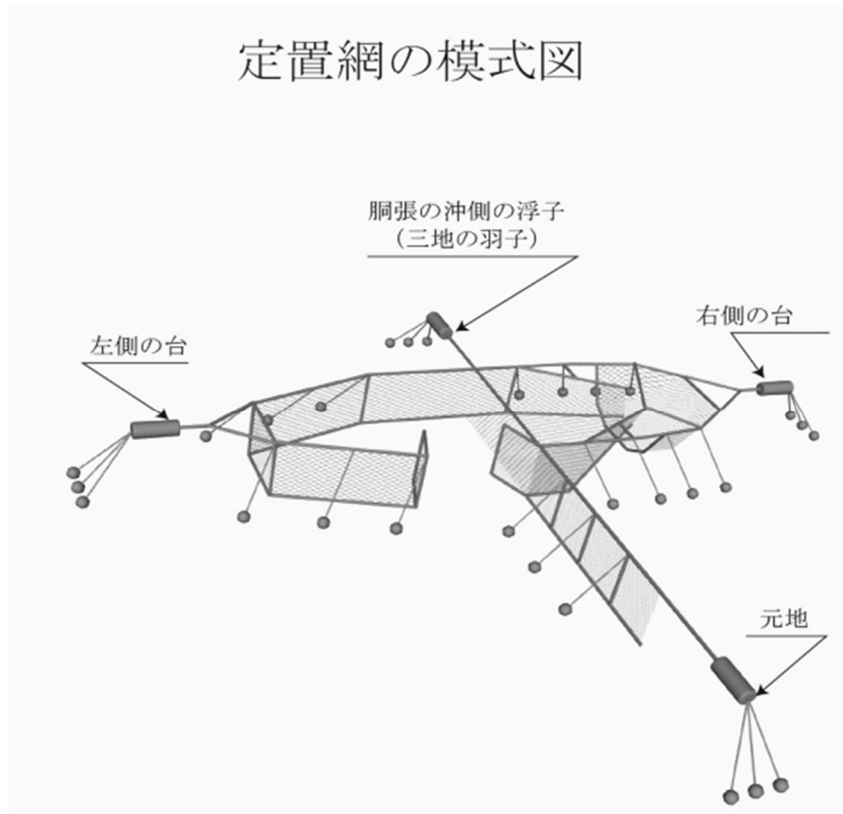 定置網の模式図
胴張の沖側の浮子
（三地の羽子）
右側の台
左側の台
元地